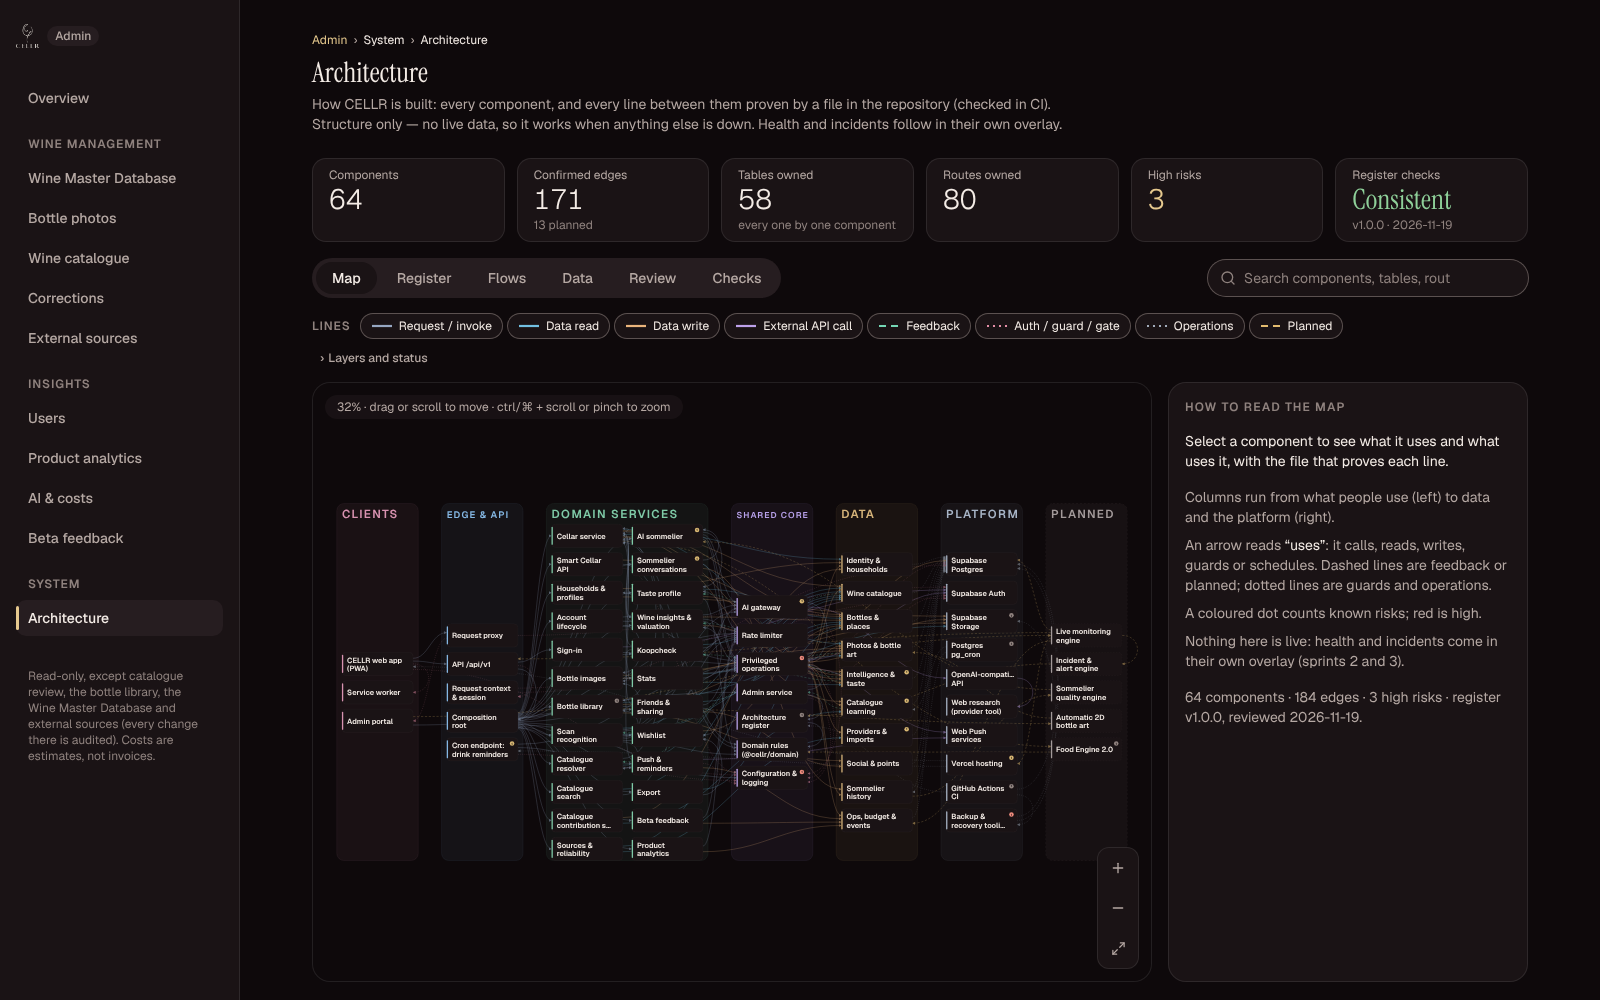 CELLR
Admin
Overview
WINE MANAGEMENT
Wine Master Database
Bottle photos
Wine catalogue
Corrections
External sources
INSIGHTS
Users
Product analytics
AI & costs
Beta feedback
SYSTEM
Architecture
Read-only, except catalogue
review, the bottle library, the
Wine Master Database and
external sources (every change
there is audited). Costs are
estimates, not invoices.
Admin › System › Architecture
Architecture
How CELLR is built: every component, and every line between them proven by a file in the repository (checked in CI).
Structure only — no live data, so it works when anything else is down. Health and incidents follow in their own overlay.
Components
64
Confirmed edges
171
13 planned
Tables owned
58
every one by one component
Routes owned
80
High risks
3
Register checks
Consistent
v1.0.0 · 2026-11-19
Map
Register
Flows
Data
Review
Checks
Search components, tables, rout
LINES
Request / invoke
Data read
Data write
External API call
Feedback
Auth / guard / gate
Operations
Planned
› Layers and status
32% · drag or scroll to move · ctrl/⌘ + scroll or pinch to zoom
CLIENTS
CELLR web app
(PWA)
Service worker
Admin portal
EDGE & API
Request proxy
API /api/v1
Request context
& session
Composition
root
Cron endpoint:
drink reminders
DOMAIN SERVICES
Cellar service
Smart Cellar
API
Households &
profiles
Account
lifecycle
Sign-in
Bottle images
Bottle library
Scan
recognition
Catalogue
resolver
Catalogue
search
Catalogue
contribution s...
Sources &
reliability
AI sommelier
Sommelier
conversations
Taste profile
Wine insights &
valuation
Koopcheck
Stats
Friends &
sharing
Wishlist
Push &
reminders
Export
Beta feedback
Product
analytics
SHARED CORE
AI gateway
Rate limiter
Privileged
operations
Admin service
Architecture
register
Domain rules
(@cellr/domain)
Configuration &
logging
DATA
Identity &
households
Wine catalogue
Bottles &
places
Photos & bottle
art
Intelligence &
taste
Catalogue
learning
Providers &
imports
Social & points
Sommelier
history
Ops, budget &
events
PLATFORM
Supabase
Postgres
Supabase Auth
Supabase
Storage
Postgres
pg_cron
OpenAI-compati...
API
Web research
(provider tool)
Web Push
services
Vercel hosting
GitHub Actions
CI
Backup &
recovery tooli...
PLANNED
Live monitoring
engine
Incident &
alert engine
Sommelier
quality engine
Automatic 2D
bottle art
Food Engine 2.0
HOW TO READ THE MAP
Select a component to see what it uses and what
uses it, with the file that proves each line.
Columns run from what people use (left) to data
and the platform (right).
An arrow reads “uses”: it calls, reads, writes,
guards or schedules. Dashed lines are feedback or
planned; dotted lines are guards and operations.
A coloured dot counts known risks; red is high.
Nothing here is live: health and incidents come in
their own overlay (sprints 2 and 3).
64 components · 184 edges · 3 high risks · register
v1.0.0, reviewed 2026-11-19.